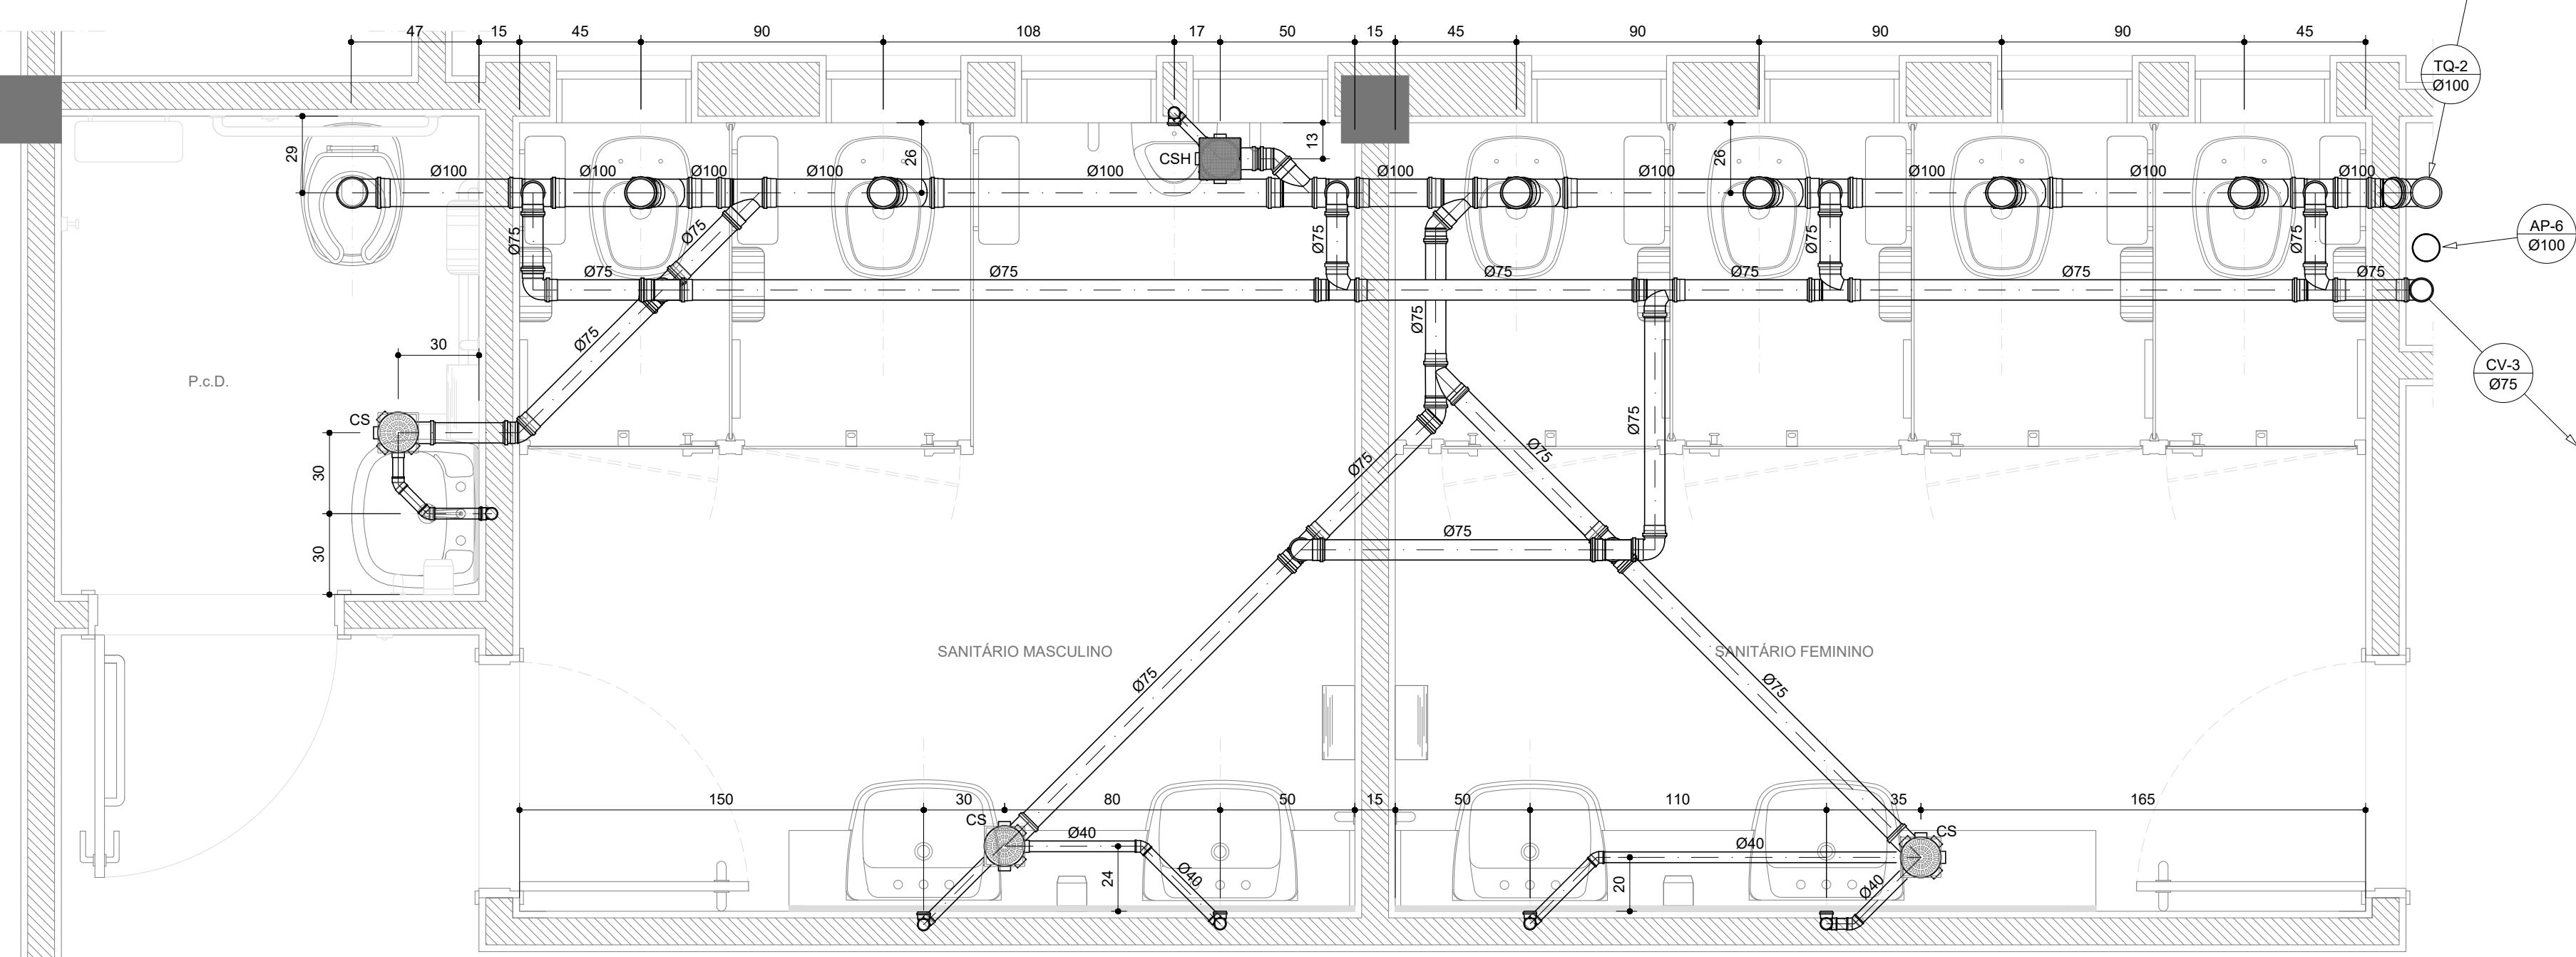 47 15 45 90 108 17 50 15 45 90 90 90 45
TQ-2
Ø100
29
26
13
26
CSH
Ø100 Ø100 Ø100 Ø100 Ø100 Ø100 Ø100 Ø100 Ø100 Ø100
AP-6
Ø100
Ø75
Ø75
Ø75
Ø75
Ø75
Ø75 Ø75 Ø75 Ø75 Ø75 Ø75
Ø75
Ø75
30
CV-3
Ø75
P.c.D.
CS
Ø75
30
Ø75
Ø75
Ø75
30
SANITÁRIO MASCULINO
SANITÁRIO FEMININO
Ø75
Ø75
150 30 80 50 15 50 110 35 165
CS
Ø40
CS
Ø40
24
Ø40
20
Ø40